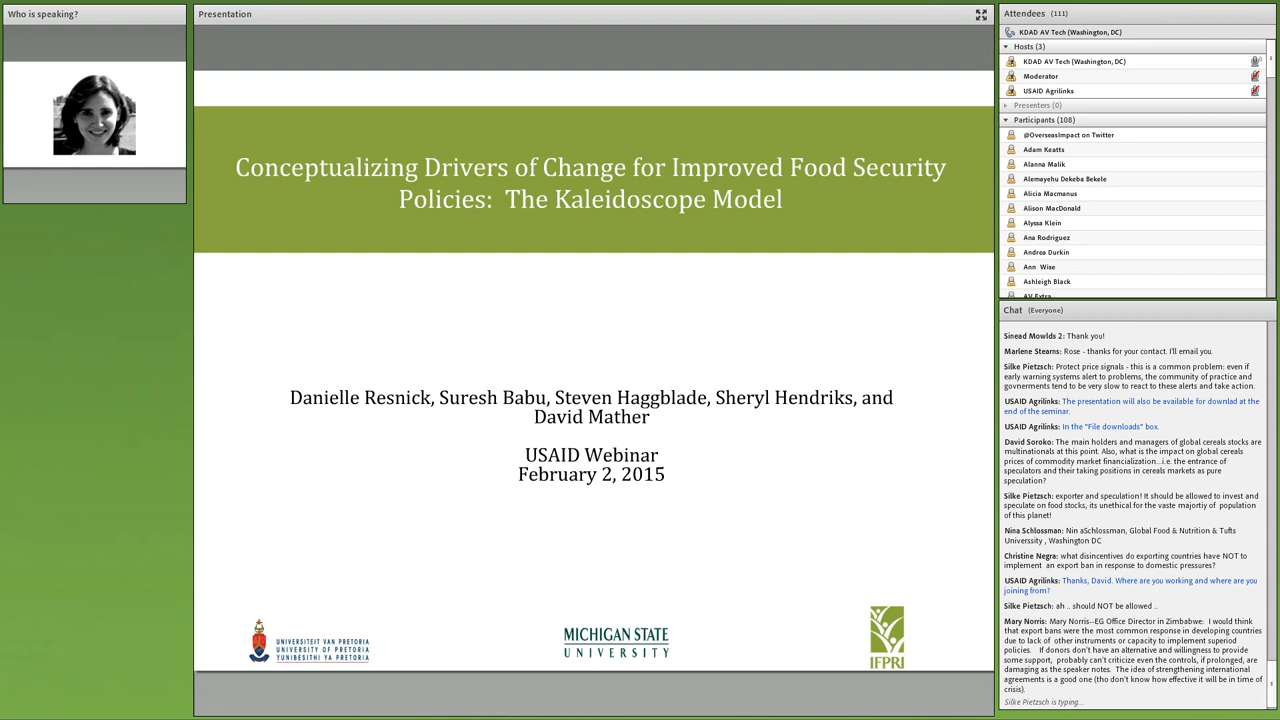 Who is speaking?
Presentation
Conceptualizing Drivers of Change for Improved Food Security
Policies:  The Kaleidoscope Model
Danielle Resnick, Suresh Babu, Steven Haggblade, Sheryl Hendriks, and
David Mather
USAID Webinar
February 2, 2015
UNIVERSITEIT VAN PRETORIA
UNIVERSITY OF PRETORIA
YUNIBESITHI YA PRETORIA
MICHIGAN STATE
UNIVERSITY
IFPRI
Attendees (111)
KDAD AV Tech (Washington, DC)
Hosts (3)
KDAD AV Tech (Washington, DC)
Moderator
USAID Agrilinks
Presenters (0)
Participants (108)
@OverseasImpact on Twitter
Adam Keatts
Alanna Malik
Alemayehu Dekeba Bekele
Alicia Macmanus
Alison MacDonald
Alyssa Klein
Ana Rodriguez
Andrea Durkin
Ann  Wise
Ashleigh Black
AV Extra
Chat (Everyone)
Sinead Mowlds 2: Thank you!
Marlene Stearns: Rose - thanks for your contact. I'll email you.
Silke Pietzsch: Protect price signals - this is a common problem: even if
early warning systems alert to problems, the community of practice and
govnerments tend to be very slow to react to these alerts and take action.
USAID Agrilinks: The presentation will also be available for downlad at the
end of the seminar.
USAID Agrilinks: In the "File downloads" box.
David Soroko: The main holders and managers of global cereals stocks are
multinationals at this point. Also, what is the impact on global cereals
prices of commodity market financialization...i.e. the entrance of
speculators and their taking positions in cereals markets as pure
speculation?
Silke Pietzsch: exporter and speculation! It should be allowed to invest and
speculate on food stocks, its unethical for the vaste majortiy of  population
of this planet!
Nina Schlossman: Nin aSchlossman, Global Food & Nutrition & Tufts
Universsity , Washington DC
Christine Negra: what disincentives do exporting countries have NOT to
implement  an export ban in response to domestic pressures?
USAID Agrilinks: Thanks, David. Where are you working and where are you
joining from?
Silke Pietzsch: ah .. should NOT be allowed ..
Mary Norris: Mary Norris--EG Office Director in Zimbabwe:  I would think
that export bans were the most common response in developing countries
due to lack of other instruments or capacity to implement superiod
policies.   If donors don't have an alternative and willingness to provide
some support,  probably can't criticize even the controls, if prolonged, are
damaging as the speaker notes.  The idea of strengthening international
agreements is a good one (tho don't know how effective it will be in time of
crisis).
Silke Pietzsch is typing...